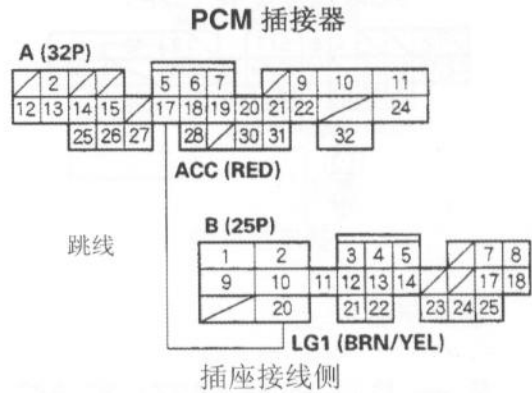 PCM 插接器
A (32P)
2 5 6 7 9 10 11
12 13 14 15 17 18 19 20 21 22 24
25 26 27 28 30 31 32
ACC (RED)
跳线
B (25P)
1 2 3 4 5 7 8
9 10 11 12 13 14 17 18
20 21 22 23 24 25
LG1 (BRN/YEL)
插座接线侧